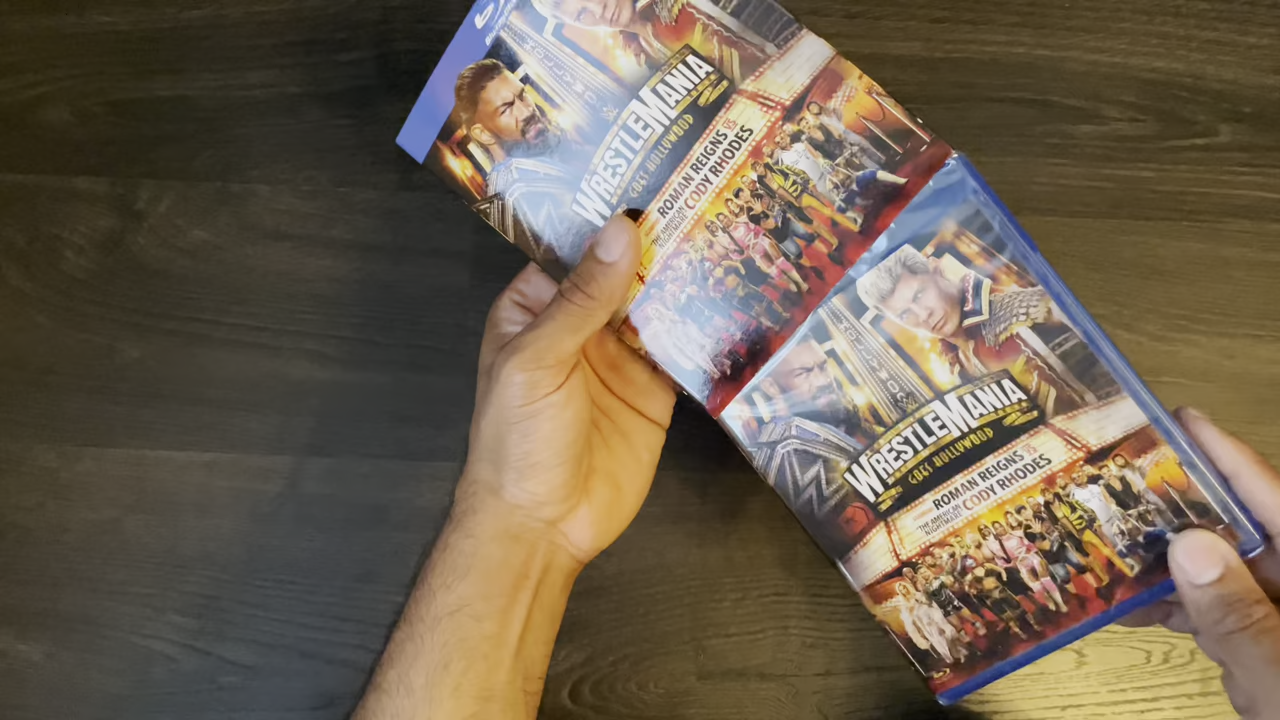 WRESTLEMANIA
GOES HOLLYWOOD
ROMAN REIGNS VS
THE AMERICAN
NIGHTMARE CODY RHODES
HOLLYWOOD
WRESTLEMANIA
GOES HOLLYWOOD
ROMAN REIGNS VS
THE AMERICAN
NIGHTMARE CODY RHODES